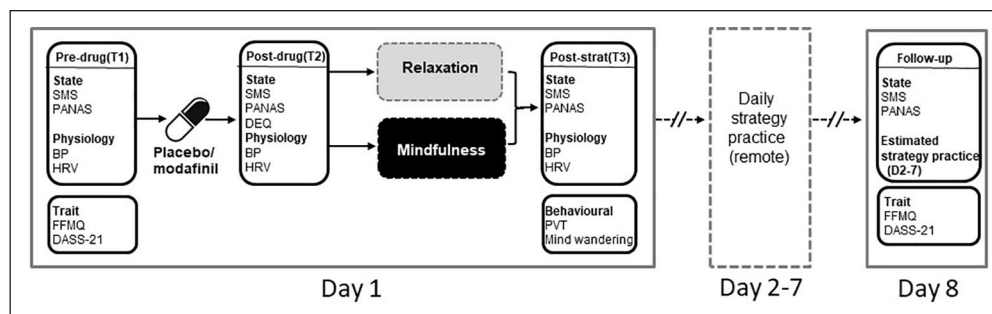 Pre-drug(T1)
State
SMS
PANAS
Physiology
BP
HRV
Trait
FFMQ
DASS-21
Placebo/
modafinil
Post-drug(T2)
State
SMS
PANAS
DEQ
Physiology
BP
HRV
Relaxation
Mindfulness
Post-strat(T3)
State
SMS
PANAS
Physiology
BP
HRV
Behavioural
PVT
Mind wandering
Day 1
Daily
strategy
practice
(remote)
Day 2-7
Follow-up
State
SMS
PANAS
Estimated
strategy practice
(D2-7)
Trait
FFMQ
DASS-21
Day 8